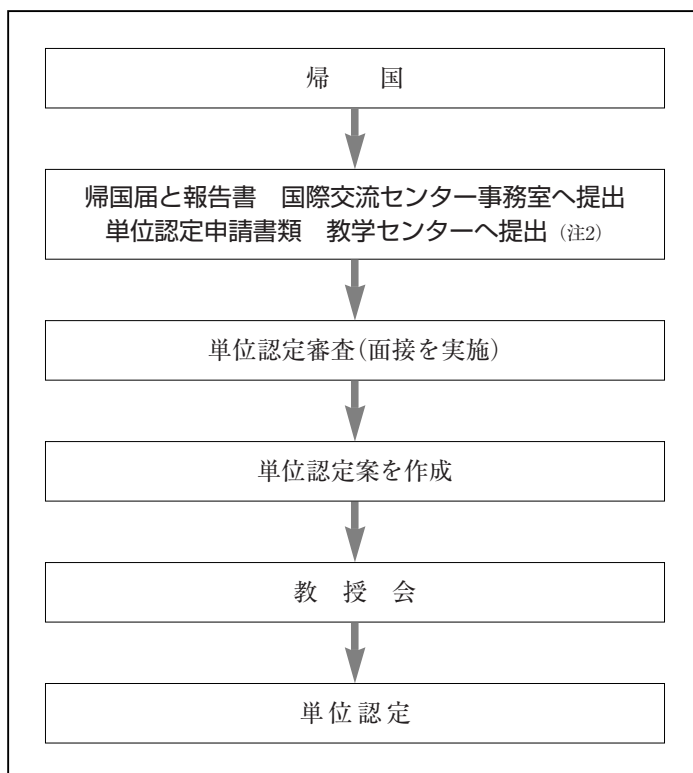 帰　国
帰国届と報告書　国際交流センター事務室へ提出
単位認定申請書類　教学センターへ提出（注2）
単位認定審査（面接を実施）
単位認定案を作成
教　授　会
単位認定